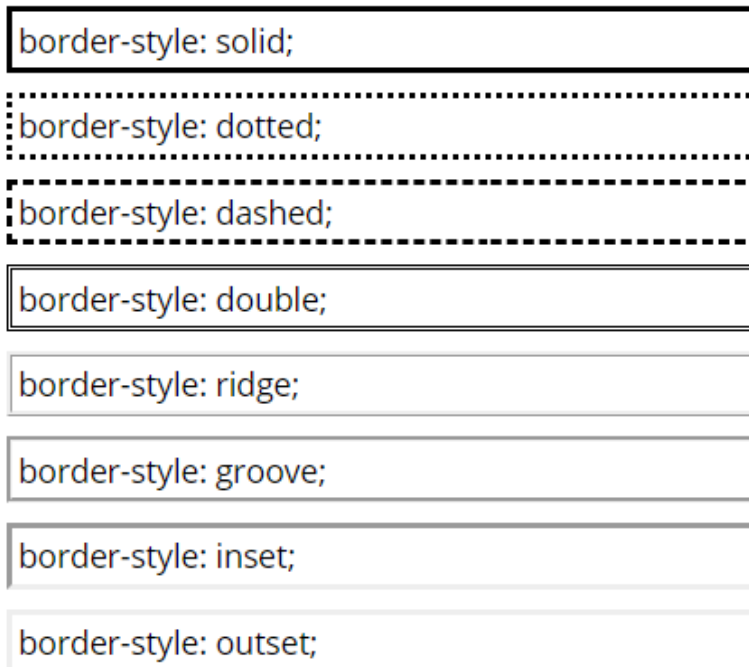 border-style: solid;
border-style: dotted;
border-style: dashed;
border-style: double;
border-style: ridge;
border-style: groove;
border-style: inset;
border-style: outset;